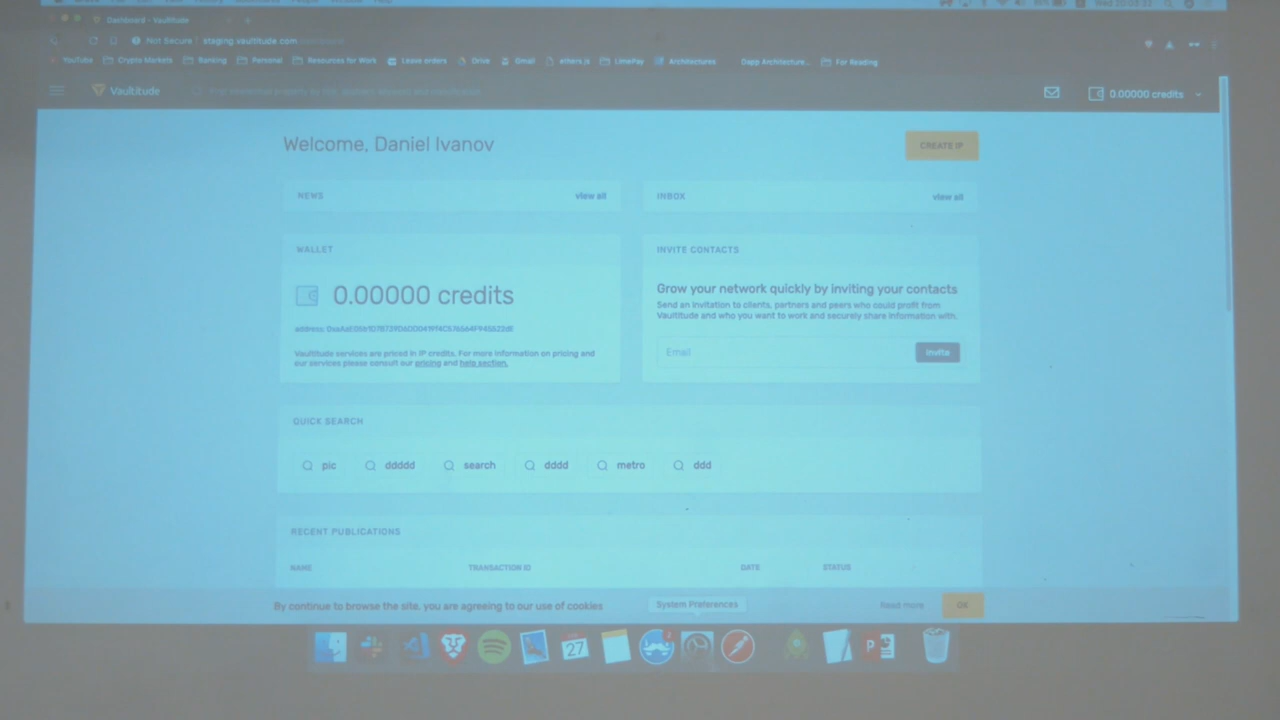 Dashboard - Vaultitude
Not Secure staging.vaultitude.com
YouTube Crypto Markets Banking Personal Resources for Work Leave orders Drive Gmail ethers.js LimePay Architectures Dapp Architecture... For Reading
Vaultitude 0.00000 credits
Welcome, Daniel Ivanov CREATE IP
NEWS view all INBOX view all
WALLET INVITE CONTACTS
0.00000 credits
Grow your network quickly by inviting your contacts
Send an invitation to clients, partners and peers who could profit from
Vaultitude and who you want to work and securely share information with.
address:
Vaultitude services are priced in IP credits. For more information on pricing and
our services please consult our pricing and help section.
Email Invite
QUICK SEARCH
pic ddddd search dddd metro ddd
RECENT PUBLICATIONS
NAME TRANSACTION ID DATE STATUS
By continue to browse the site, you are agreeing to our use of cookies Read more OK
System Preferences
27